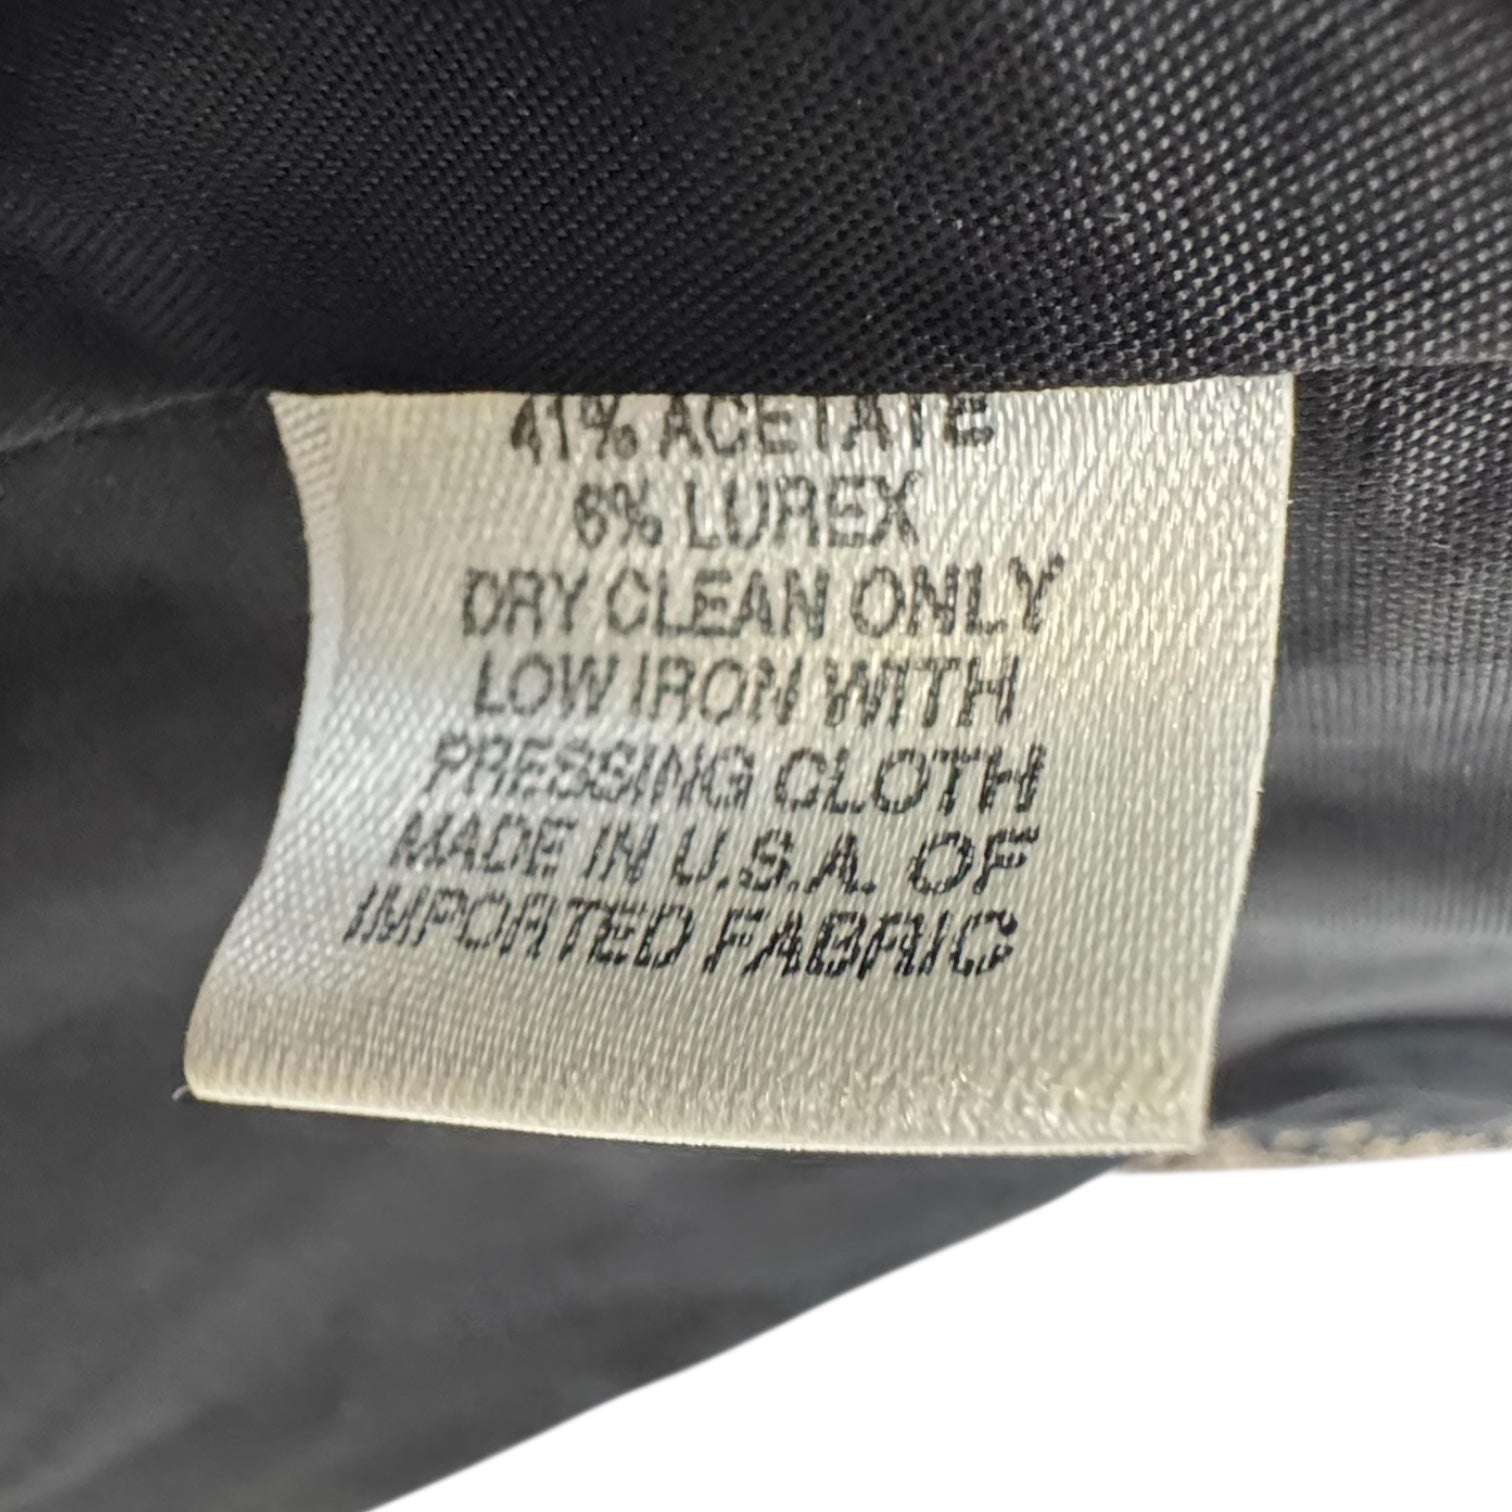 41% ACETATE
6% LUREX
DRY CLEAN ONLY
LOW IRON WITH
PRESSING CLOTH
MADE IN U.S.A. OF
IMPORTED FABRIC